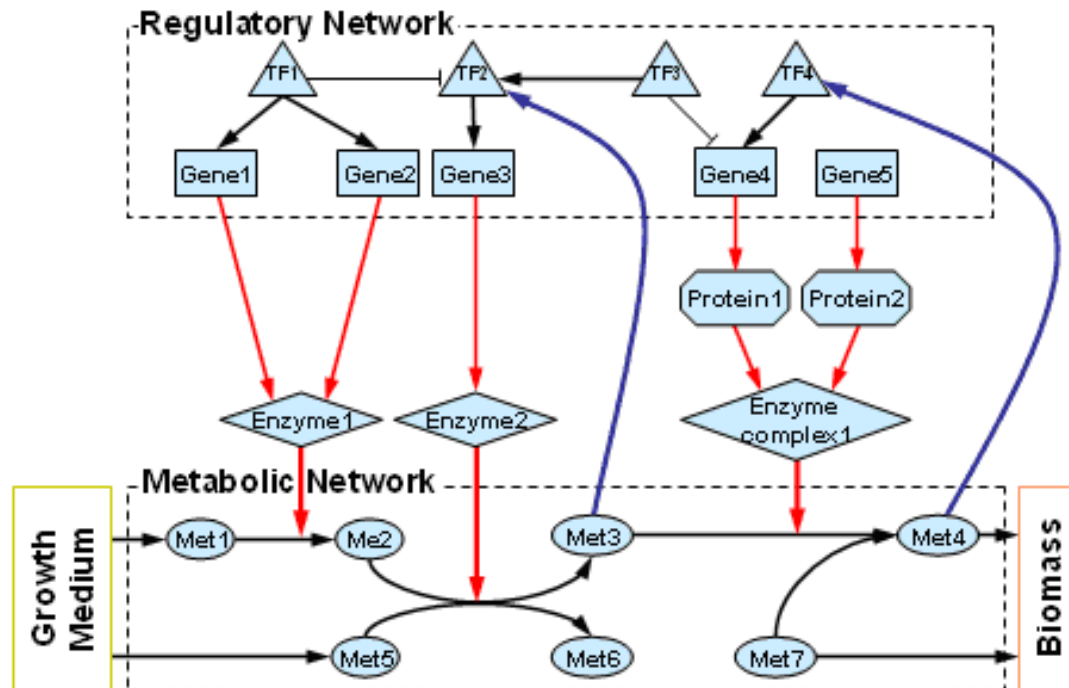 Regulatory Network
TF1
TF2
TF3
TF4
Gene1
Gene2
Gene3
Gene4
Gene5
Protein1
Protein2
Enzyme1
Enzyme2
Enzyme
complex1
Metabolic Network
Growth
Medium
Met1
Me2
Met3
Met4
Met5
Met6
Met7
Biomass